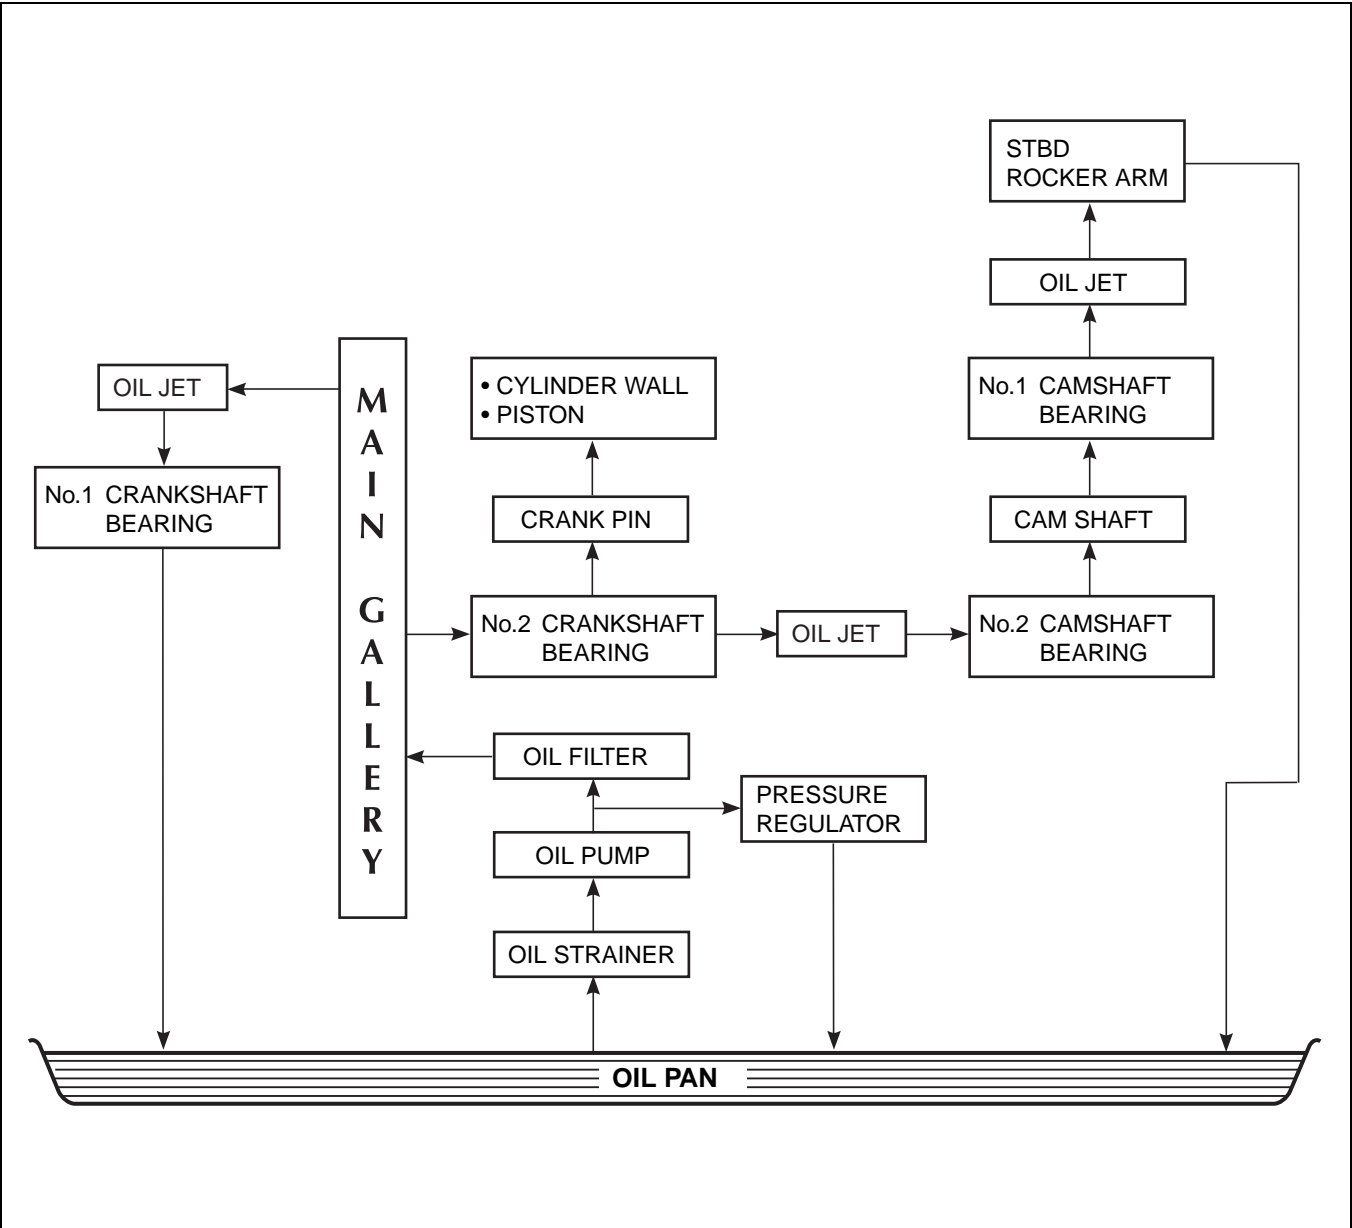 STBD
ROCKER ARM
OIL JET
OIL JET
• CYLINDER WALL
• PISTON
No.1 CAMSHAFT
BEARING
No.1 CRANKSHAFT
BEARING
MAIN GALLERY
CRANK PIN
CAM SHAFT
No.2 CRANKSHAFT
BEARING
OIL JET
No.2 CAMSHAFT
BEARING
OIL FILTER
PRESSURE
REGULATOR
OIL PUMP
OIL STRAINER
OIL PAN